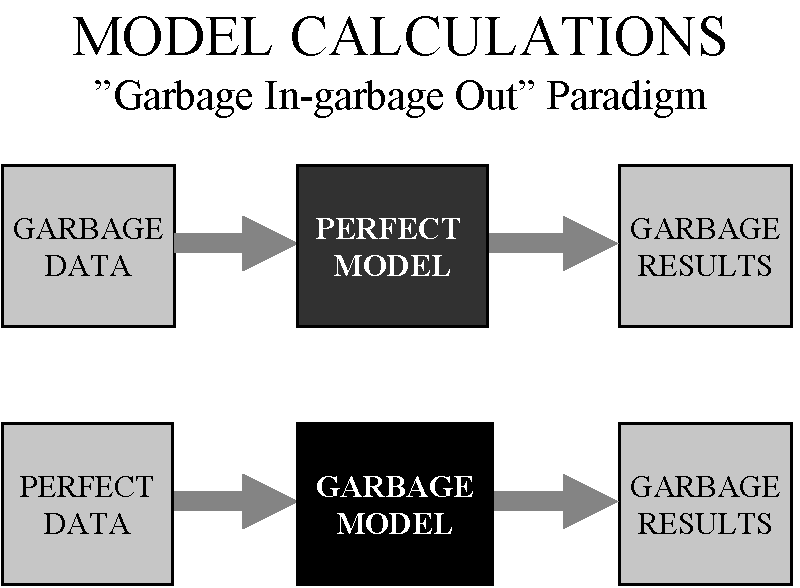 MODEL CALCULATIONS
”Garbage In-garbage Out” Paradigm
GARBAGE
DATA
PERFECT
MODEL
GARBAGE
RESULTS
PERFECT
DATA
GARBAGE
MODEL
GARBAGE
RESULTS